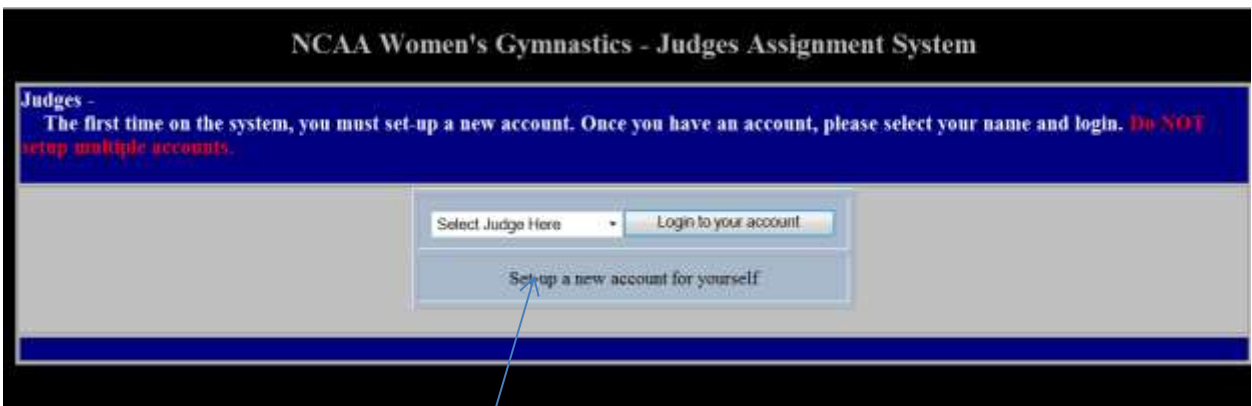 NCAA Women's Gymnastics - Judges Assignment System
Judges -
The first time on the system, you must set-up a new account. Once you have an account, please select your name and login. Do NOT
setup multiple accounts.
Select Judge Here
Login to your account
Set-up a new account for yourself